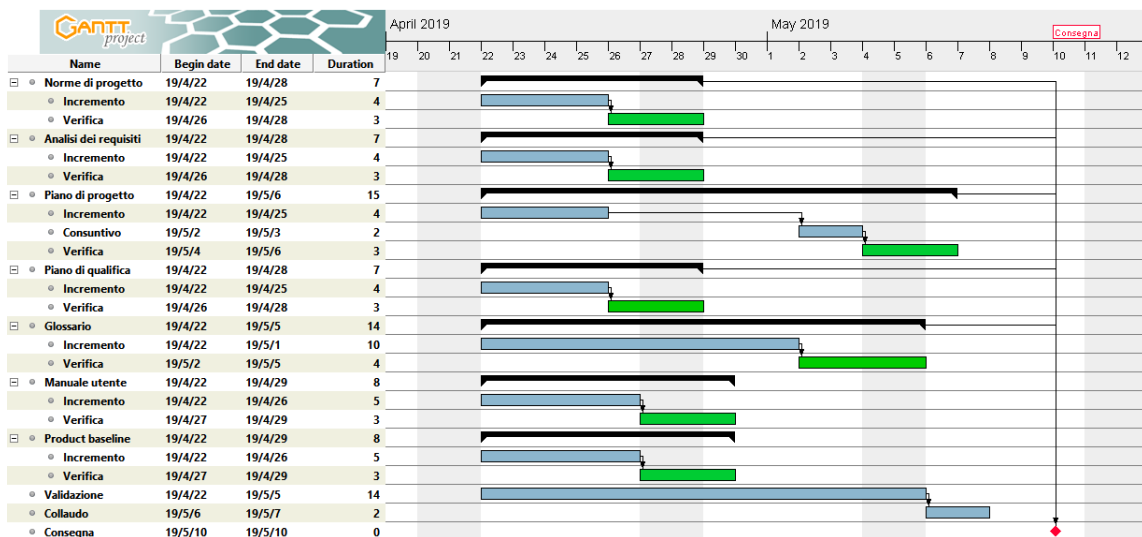 GANTT
project
April 2019 May 2019
Consegna
19 20 21 22 23 24 25 26 27 28 29 30 1 2 3 4 5 6 7 8 9 10 11 12
Name Begin date End date Duration
Norme di progetto 19/4/22 19/4/28 7
Incremento 19/4/22 19/4/25 4
Verifica 19/4/26 19/4/28 3
Analisi dei requisiti 19/4/22 19/4/28 7
Incremento 19/4/22 19/4/25 4
Verifica 19/4/26 19/4/28 3
Piano di progetto 19/4/22 19/5/6 15
Incremento 19/4/22 19/4/25 4
Consuntivo 19/5/2 19/5/3 2
Verifica 19/5/4 19/5/6 3
Piano di qualifica 19/4/22 19/4/28 7
Incremento 19/4/22 19/4/25 4
Verifica 19/4/26 19/4/28 3
Glossario 19/4/22 19/5/5 14
Incremento 19/4/22 19/5/1 10
Verifica 19/5/2 19/5/5 4
Manuale utente 19/4/22 19/4/29 8
Incremento 19/4/22 19/4/26 5
Verifica 19/4/27 19/4/29 3
Product baseline 19/4/22 19/4/29 8
Incremento 19/4/22 19/4/26 5
Verifica 19/4/27 19/4/29 3
Validazione 19/4/22 19/5/5 14
Collaudo 19/5/6 19/5/7 2
Consegna 19/5/10 19/5/10 0